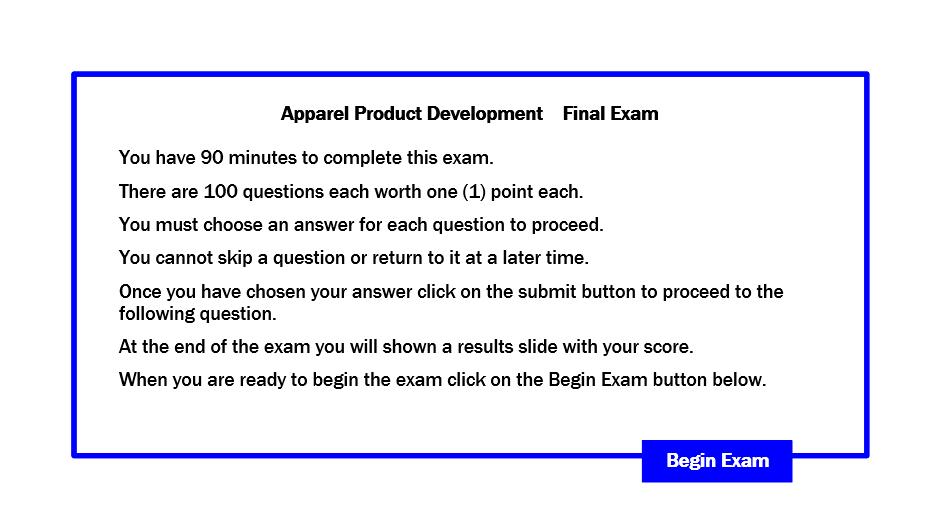 Apparel Product Development    Final Exam
You have 90 minutes to complete this exam.
There are 100 questions each worth one (1) point each.
You must choose an answer for each question to proceed.
You cannot skip a question or return to it at a later time.
Once you have chosen your answer click on the submit button to proceed to the
following question.
At the end of the exam you will shown a results slide with your score.
When you are ready to begin the exam click on the Begin Exam button below.
Begin Exam